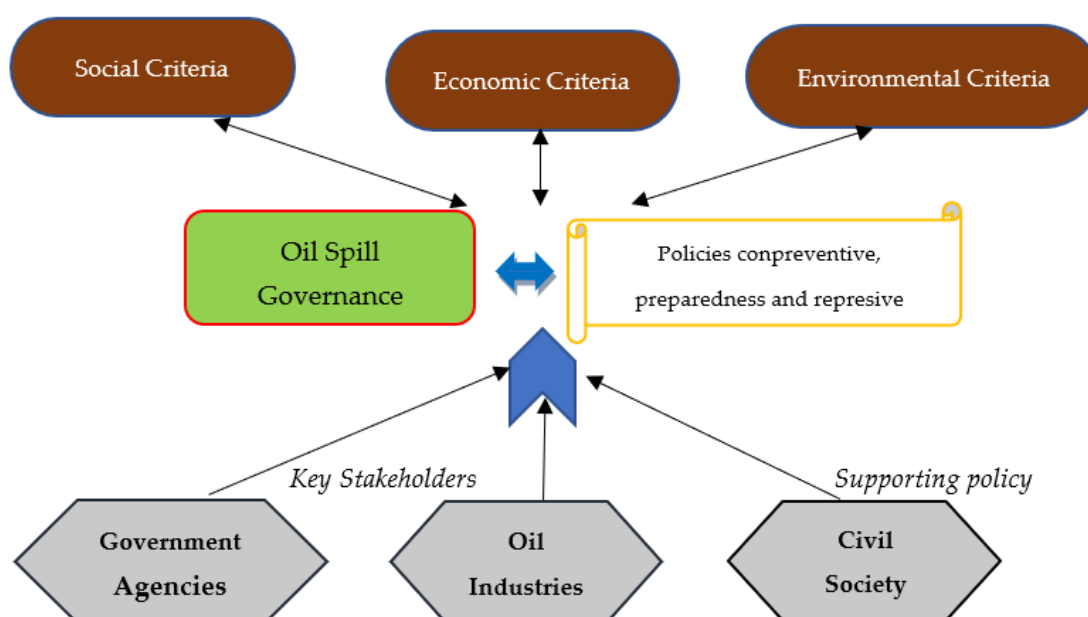 Social Criteria
Economic Criteria
Environmental Criteria
Oil Spill
Governance
Policies conpreventive,
preparedness and represive
Key Stakeholders
Supporting policy
Government
Agencies
Oil
Industries
Civil
Society